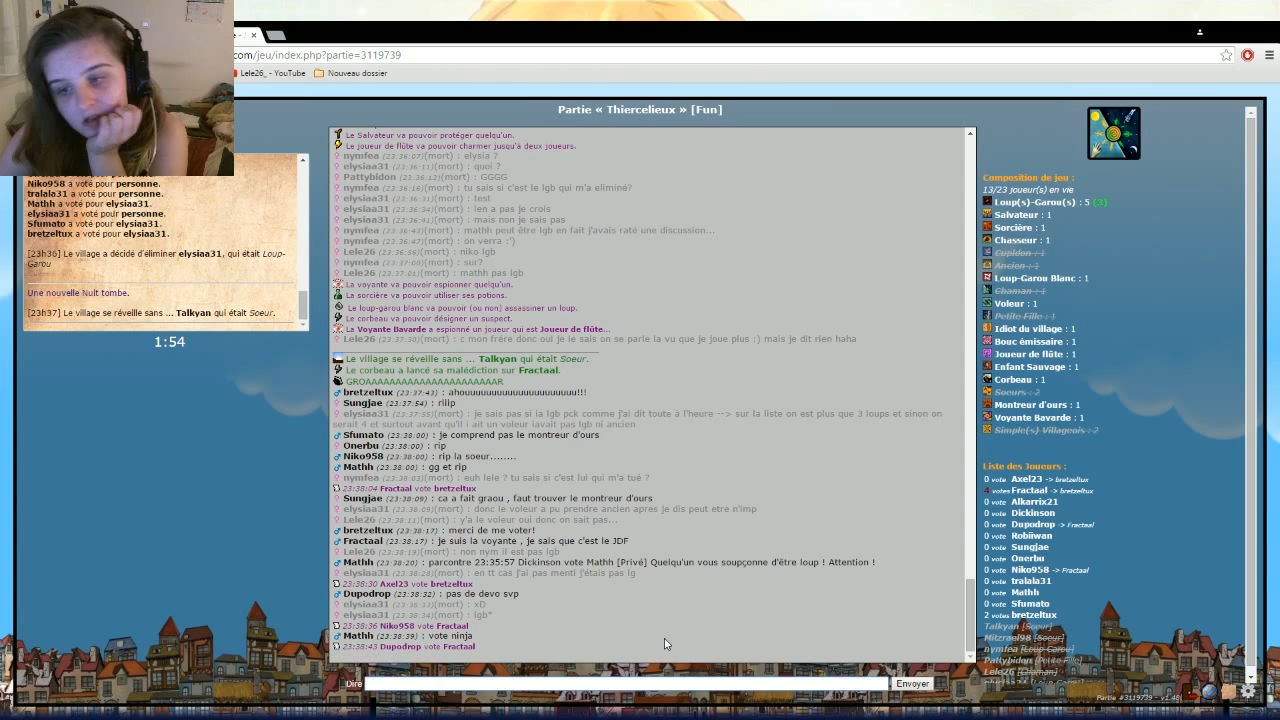 com/jeu/index.php?partie=3119739
Lele26_ - YouTube
Nouveau dossier
Partie « Thiercelieux » [Fun]
Niko958 a voté pour personne.
tralala31 a voté pour personne.
Mathh a voté pour elysiaa31.
elysiaa31 a voté pour personne.
Sfumato a voté pour elysiaa31.
bretzeltux a voté pour elysiaa31.
[23h36] Le village a décidé d'éliminer elysiaa31, qui était Loup-
Garou
Une nouvelle Nuit tombe.
[23h37] Le village se réveille sans ... Talkyan qui était Soeur.
1:54
Le Salvateur va pouvoir protéger quelqu'un.
Le joueur de flûte va pouvoir charmer jusqu'à deux joueurs.
nymfea (23:36:07)(mort) : elysia ?
elysiaa31 (23:36:11)(mort) : quoi ?
Pattybidon (23:36:12)(mort) : GGGG
nymfea (23:36:16)(mort) : tu sais si c'est le lgb qui m'a eliminé?
elysiaa31 (23:36:31)(mort) : test
elysiaa31 (23:36:34)(mort) : ien a pas je crois
elysiaa31 (23:36:41)(mort) : mais non je sais pas
nymfea (23:36:43)(mort) : mathh peut être lgb en fait j'avais raté une discussion...
nymfea (23:36:47)(mort) : on verra :')
Lele26 (23:36:56)(mort) : niko lgb
nymfea (23:37:00)(mort) : sur?
Lele26 (23:37:01)(mort) : mathh pas lgb
La voyante va pouvoir espionner quelqu'un.
La sorcière va pouvoir utiliser ses potions.
Le loup-garou blanc va pouvoir (ou non) assassiner un loup.
Le corbeau va pouvoir désigner un suspect.
La Voyante Bavarde a espionné un joueur qui est Joueur de flûte...
Lele26 (23:37:30)(mort) : c mon frére donc oui je le sais on se parle la vu que je joue plus :) mais je dit rien haha
Le village se réveille sans ... Talkyan qui était Soeur.
Le corbeau a lancé sa malédiction sur Fractaal.
GROAAAAAAAAAAAAAAAAAAAAAAR
bretzeltux (23:37:43) : ahouuuuuuuuuuuuuuuuuuuuuu!!!
Sungjae (23:37:54) : riiip
elysiaa31 (23:37:55)(mort) : je sais pas si ia lgb pck comme j'ai dit toute à l'heure --> sur la liste on est plus que 3 loups et sinon on
serait 4 et surtout avant qu'il i ait un voleur iavait pas lgb ni ancien
Sfumato (23:38:00) : je comprend pas le montreur d'ours
Onerbu (23:38:00) : rip
Niko958 (23:38:00) : rip la soeur........
Mathh (23:38:00) : gg et rip
nymfea (23:38:03)(mort) : euh lele ? tu sais si c'est lui qui m'a tué ?
23:38:04 Fractaal vote bretzeltux
Sungjae (23:38:09) : ca a fait graou , faut trouver le montreur d'ours
elysiaa31 (23:38:09)(mort) : donc le voleur a pu prendre ancien apres je dis peut etre n'imp
Lele26 (23:38:11)(mort) : y'a le voleur oui donc on sait pas...
bretzeltux (23:38:17) : merci de me voter!
Fractaal (23:38:17) : je suis la voyante , je sais que c'est le JDF
Lele26 (23:38:19)(mort) : non nym il est pas lgb
Mathh (23:38:20) : parcontre 23:35:57 Dickinson vote Mathh [Privé] Quelqu'un vous soupçonne d'être loup ! Attention !
elysiaa31 (23:38:28)(mort) : en tt cas j'ai pas menti j'étais pas lg
23:38:30 Axel23 vote bretzeltux
Dupodrop (23:38:32) : pas de devo svp
elysiaa31 (23:38:33)(mort) : xD
elysiaa31 (23:38:34)(mort) : lgb*
23:38:36 Niko958 vote Fractaal
Mathh (23:38:39) : vote ninja
23:38:43 Dupodrop vote Fractaal
Dire
Envoyer
Composition de jeu :
13/23 joueur(s) en vie
Loup(s)-Garou(s) : 5 (3)
Salvateur : 1
Sorcière : 1
Chasseur : 1
Cupidon : 1
Ancien : 1
Loup-Garou Blanc : 1
Chaman : 1
Voleur : 1
Petite Fille : 1
Idiot du village : 1
Bouc émissaire : 1
Joueur de flûte : 1
Enfant Sauvage : 1
Corbeau : 1
Soeurs : 2
Montreur d'ours : 1
Voyante Bavarde : 1
Simple(s) Villageois : 2
Liste des Joueurs :
0 vote Axel23 -> bretzeltux
4 votes Fractaal -> bretzeltux
0 vote Alkarrix21
0 vote Dickinson
0 vote Dupodrop -> Fractaal
0 vote Robiiwan
0 vote Sungjae
0 vote Onerbu
0 vote Niko958 -> Fractaal
0 vote tralala31
0 vote Mathh
0 vote Sfumato
2 votes bretzeltux
Talkyan [Soeur]
Mitzrael98 [Soeur]
nymfea [Loup-Garou]
Pattybidon [Petite Fille]
Lele26 [Chaman]
Partie #3119739 - v1.48